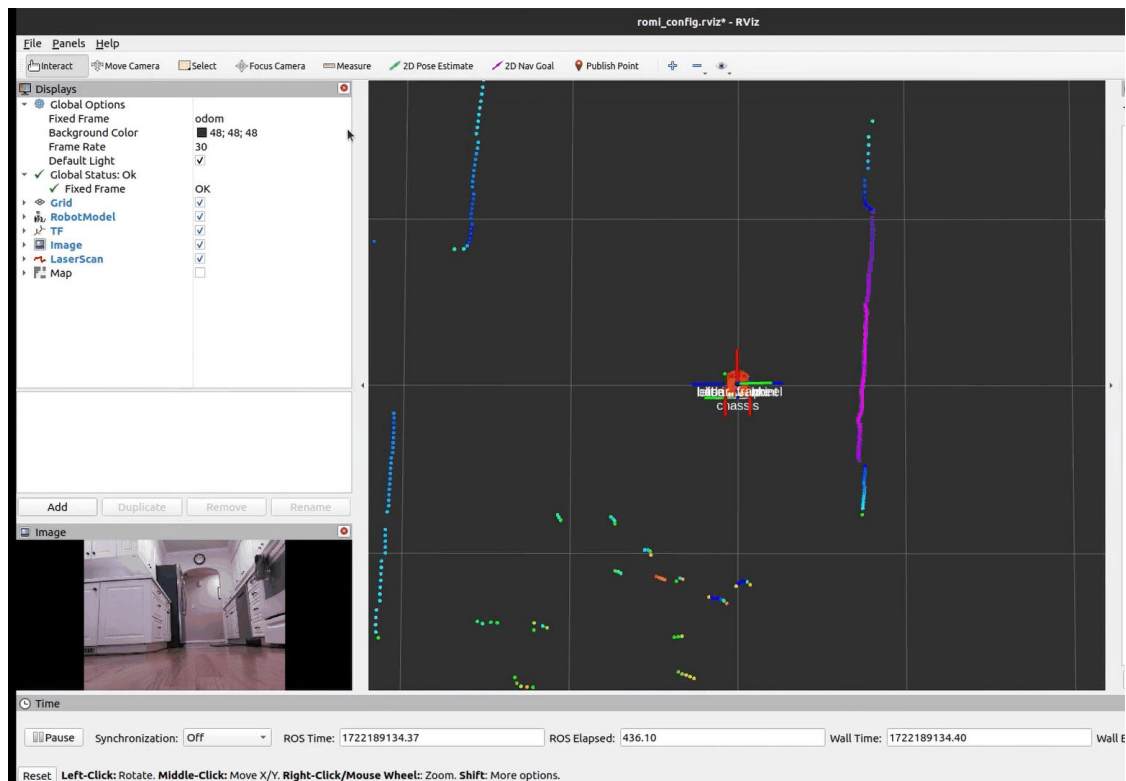 romi_config.rviz* - RViz
File Panels Help
Interact Move Camera Select Focus Camera Measure 2D Pose Estimate 2D Nav Goal Publish Point
Displays
Global Options
Fixed Frame odom
Background Color 48; 48; 48
Frame Rate 30
Default Light
Global Status: Ok
Fixed Frame OK
Grid
RobotModel
TF
Image
LaserScan
Map
chassis
Add Duplicate Remove Rename
Image
Time
Pause Synchronization: Off ROS Time: 1722189134.37 ROS Elapsed: 436.10 Wall Time: 1722189134.40 Wall E
Reset Left-Click: Rotate. Middle-Click: Move X/Y. Right-Click/Mouse Wheel:: Zoom. Shift: More options.